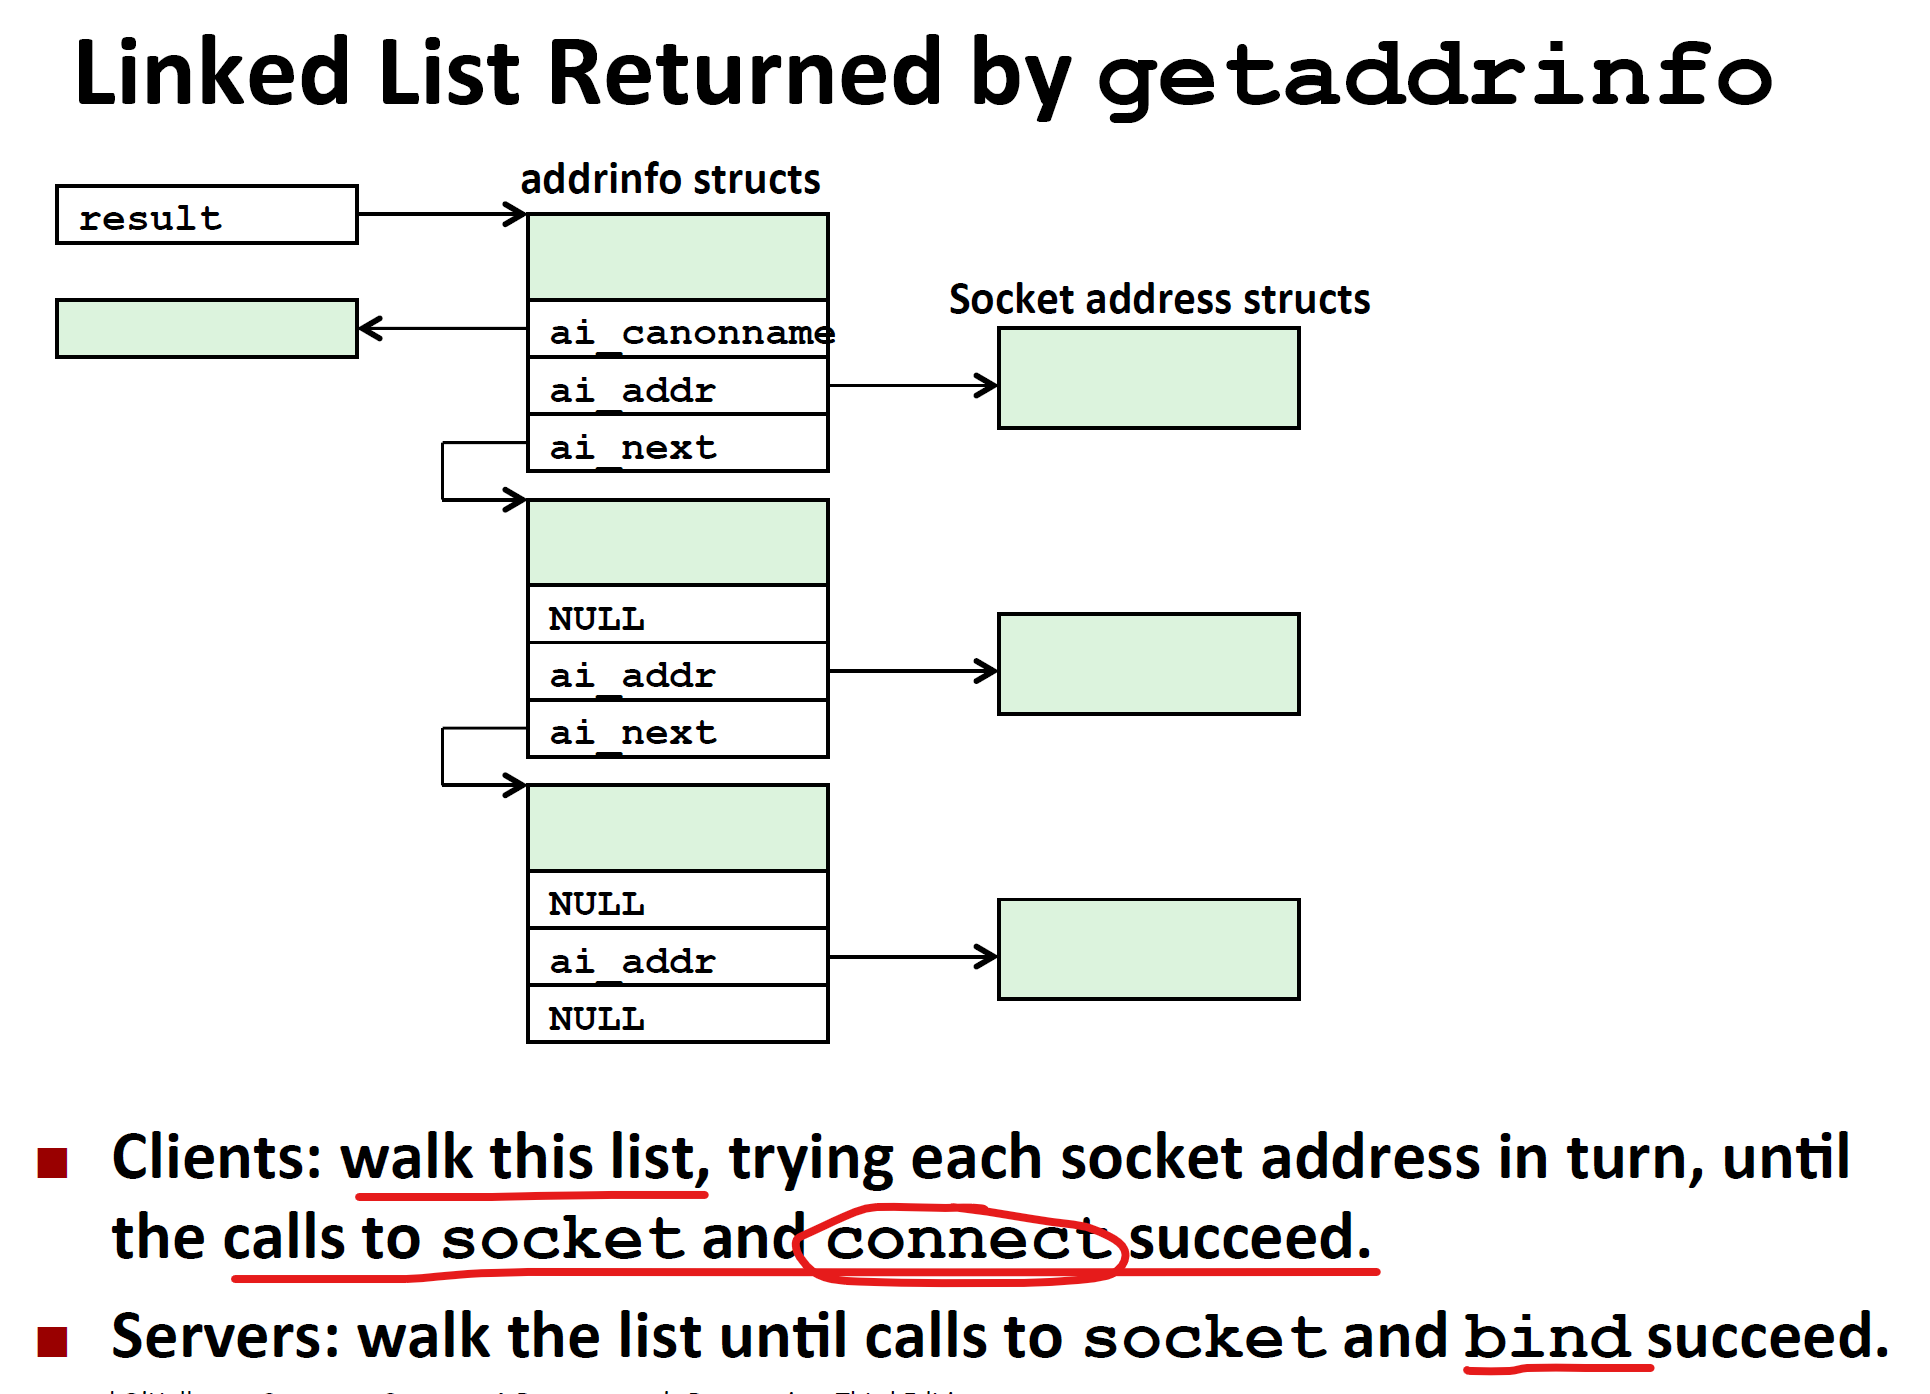 Linked List Returned by getaddrinfo
addrinfo structs
result
Socket address structs
ai_canonname
ai_addr
ai_next
NULL
ai_addr
ai_next
NULL
ai_addr
NULL
■ Clients: walk this list, trying each socket address in turn, until
the calls to socket and connect succeed.
■ Servers: walk the list until calls to socket and bind succeed.